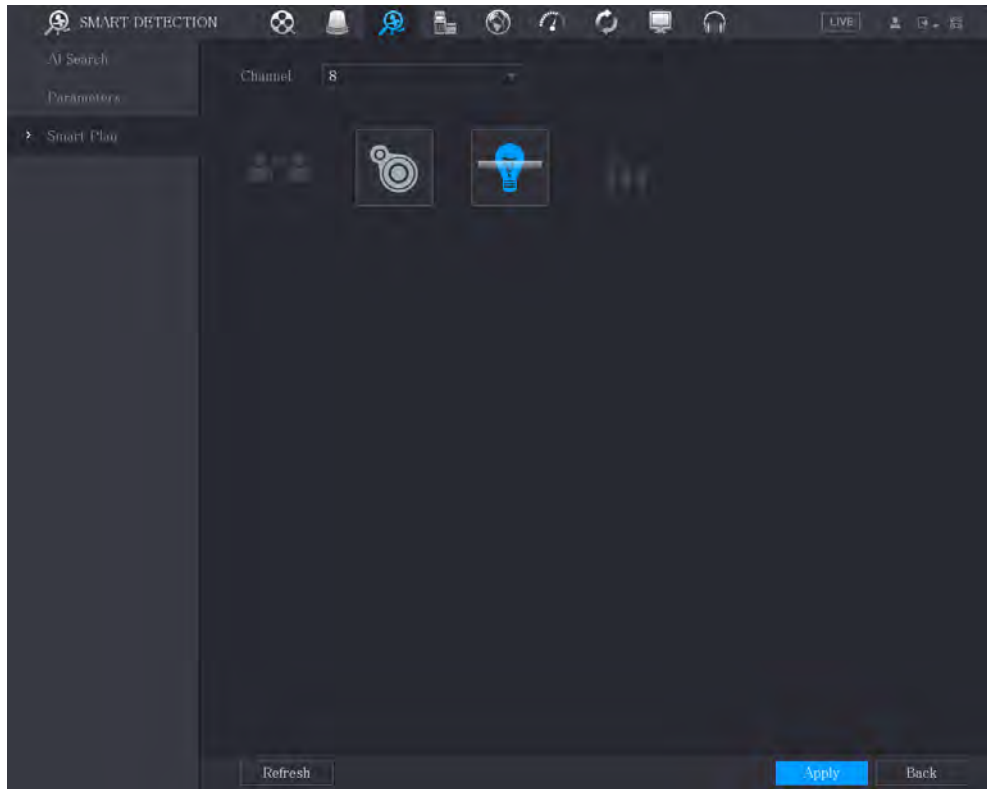 SMART DETECTION
LIVE
AI Search
Parameters
Smart Plan
Channel 8
Refresh
Apply
Back